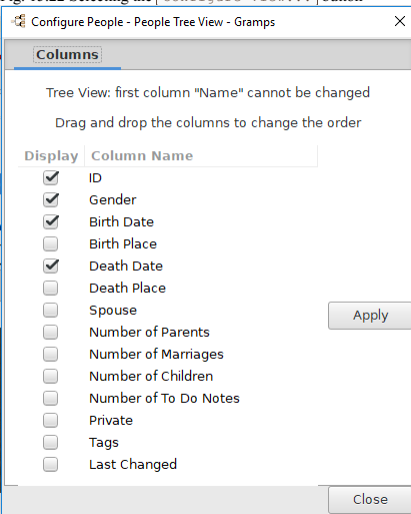 Configure People - People Tree View - Gramps
Columns
Tree View: first column "Name" cannot be changed
Drag and drop the columns to change the order
Display Column Name
ID
Gender
Birth Date
Birth Place
Death Date
Death Place
Spouse
Apply
Number of Parents
Number of Marriages
Number of Children
Number of To Do Notes
Private
Tags
Last Changed
Close